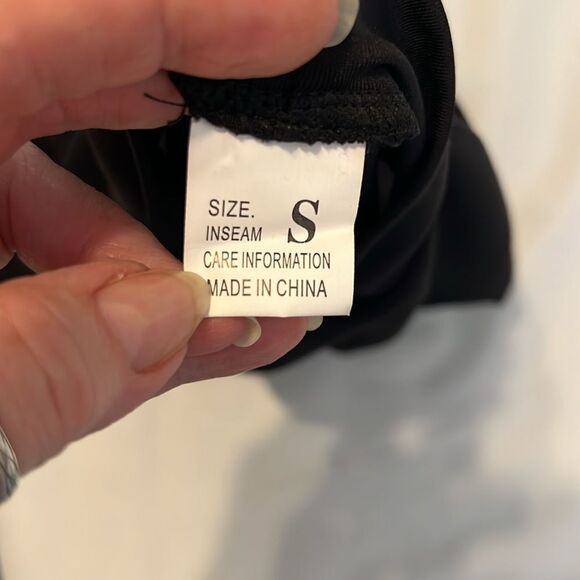 SIZE. S
INSEAM
CARE INFORMATION
MADE IN CHINA